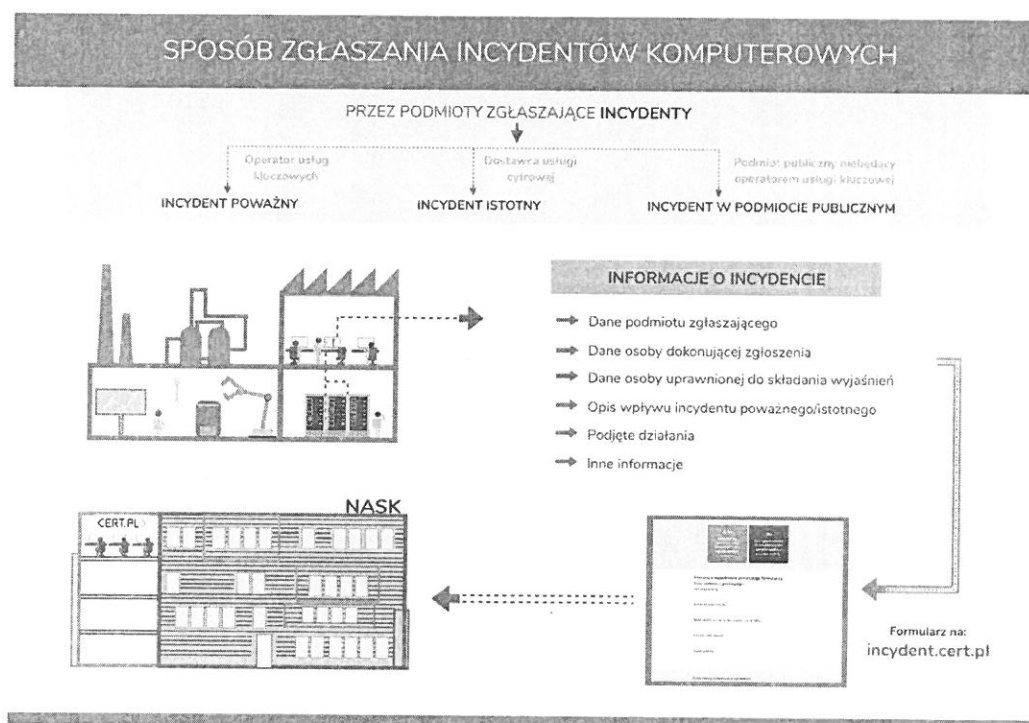 SPOSÓB ZGŁASZANIA INCYDENTÓW KOMPUTEROWYCH
PRZEZ PODMIOTY ZGŁASZAJĄCE INCYDENTY
Operator usług
kluczowych
INCYDENT POWAŻNY
Dostawca usługi
cyfrowej
INCYDENT ISTOTNY
Podmiot publiczny niebędący
operatorem usługi kluczowej
INCYDENT W PODMIOCIE PUBLICZNYM
INFORMACJE O INCYDENCIE
Dane podmiotu zgłaszającego
Dane osoby dokonującej zgłoszenia
Dane osoby uprawnionej do składania wyjaśnień
Opis wpływu incydentu poważnego/istotnego
Podjęte działania
Inne informacje
NASK
CERT.PL
Formularz na:
incydent.cert.pl